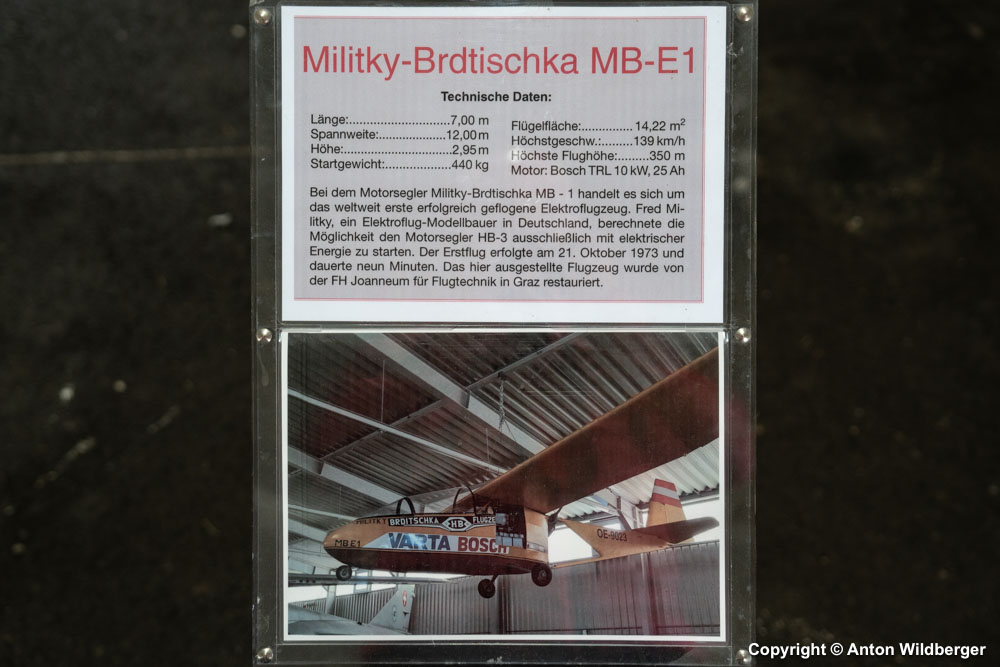 Militky-Brdtischka MB-E1
Technische Daten:
Länge:.............................7,00 m
Spannweite:...................12,00 m
Höhe:................................2,95 m
Startgewicht:...................440 kg
Flügelfläche:...............14,22 m²
Höchstgeschw.:.........139 km/h
Höchste Flughöhe:.........350 m
Motor: Bosch TRL 10 kW, 25 Ah
Bei dem Motorsegler Militky-Brdtischka MB - 1 handelt es sich um
das weltweit erste erfolgreich geflogene Elektroflugzeug. Fred Mi-
litky, ein Elektroflug-Modellbauer in Deutschland, berechnete die
Möglichkeit den Motorsegler HB-3 ausschließlich mit elektrischer
Energie zu starten. Der Erstflug erfolgte am 21. Oktober 1973 und
dauerte neun Minuten. Das hier ausgestellte Flugzeug wurde von
der FH Joanneum für Flugtechnik in Graz restauriert.
MILITKY BRDITSCHKA HB FLUGZE
MB E1 VARTA BOSCH
OE-9023
Copyright © Anton Wildberger